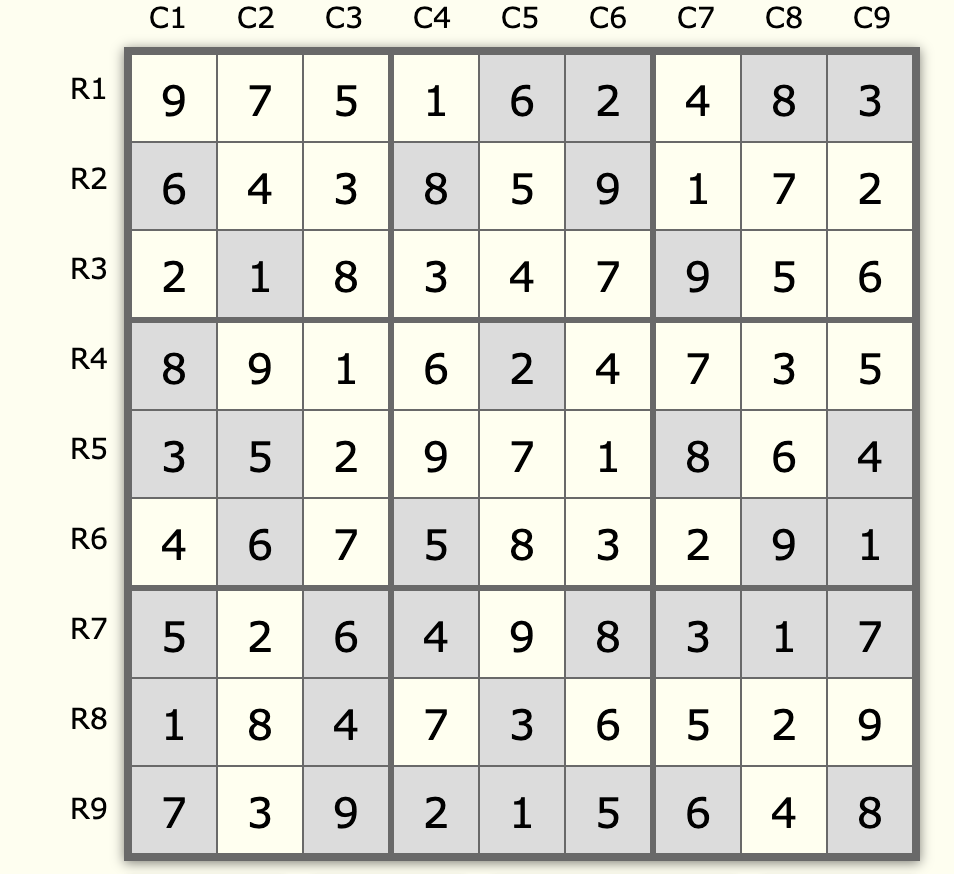 C1 C2 C3 C4 C5 C6 C7 C8 C9
R1 9 7 5 1 6 2 4 8 3
R2 6 4 3 8 5 9 1 7 2
R3 2 1 8 3 4 7 9 5 6
R4 8 9 1 6 2 4 7 3 5
R5 3 5 2 9 7 1 8 6 4
R6 4 6 7 5 8 3 2 9 1
R7 5 2 6 4 9 8 3 1 7
R8 1 8 4 7 3 6 5 2 9
R9 7 3 9 2 1 5 6 4 8